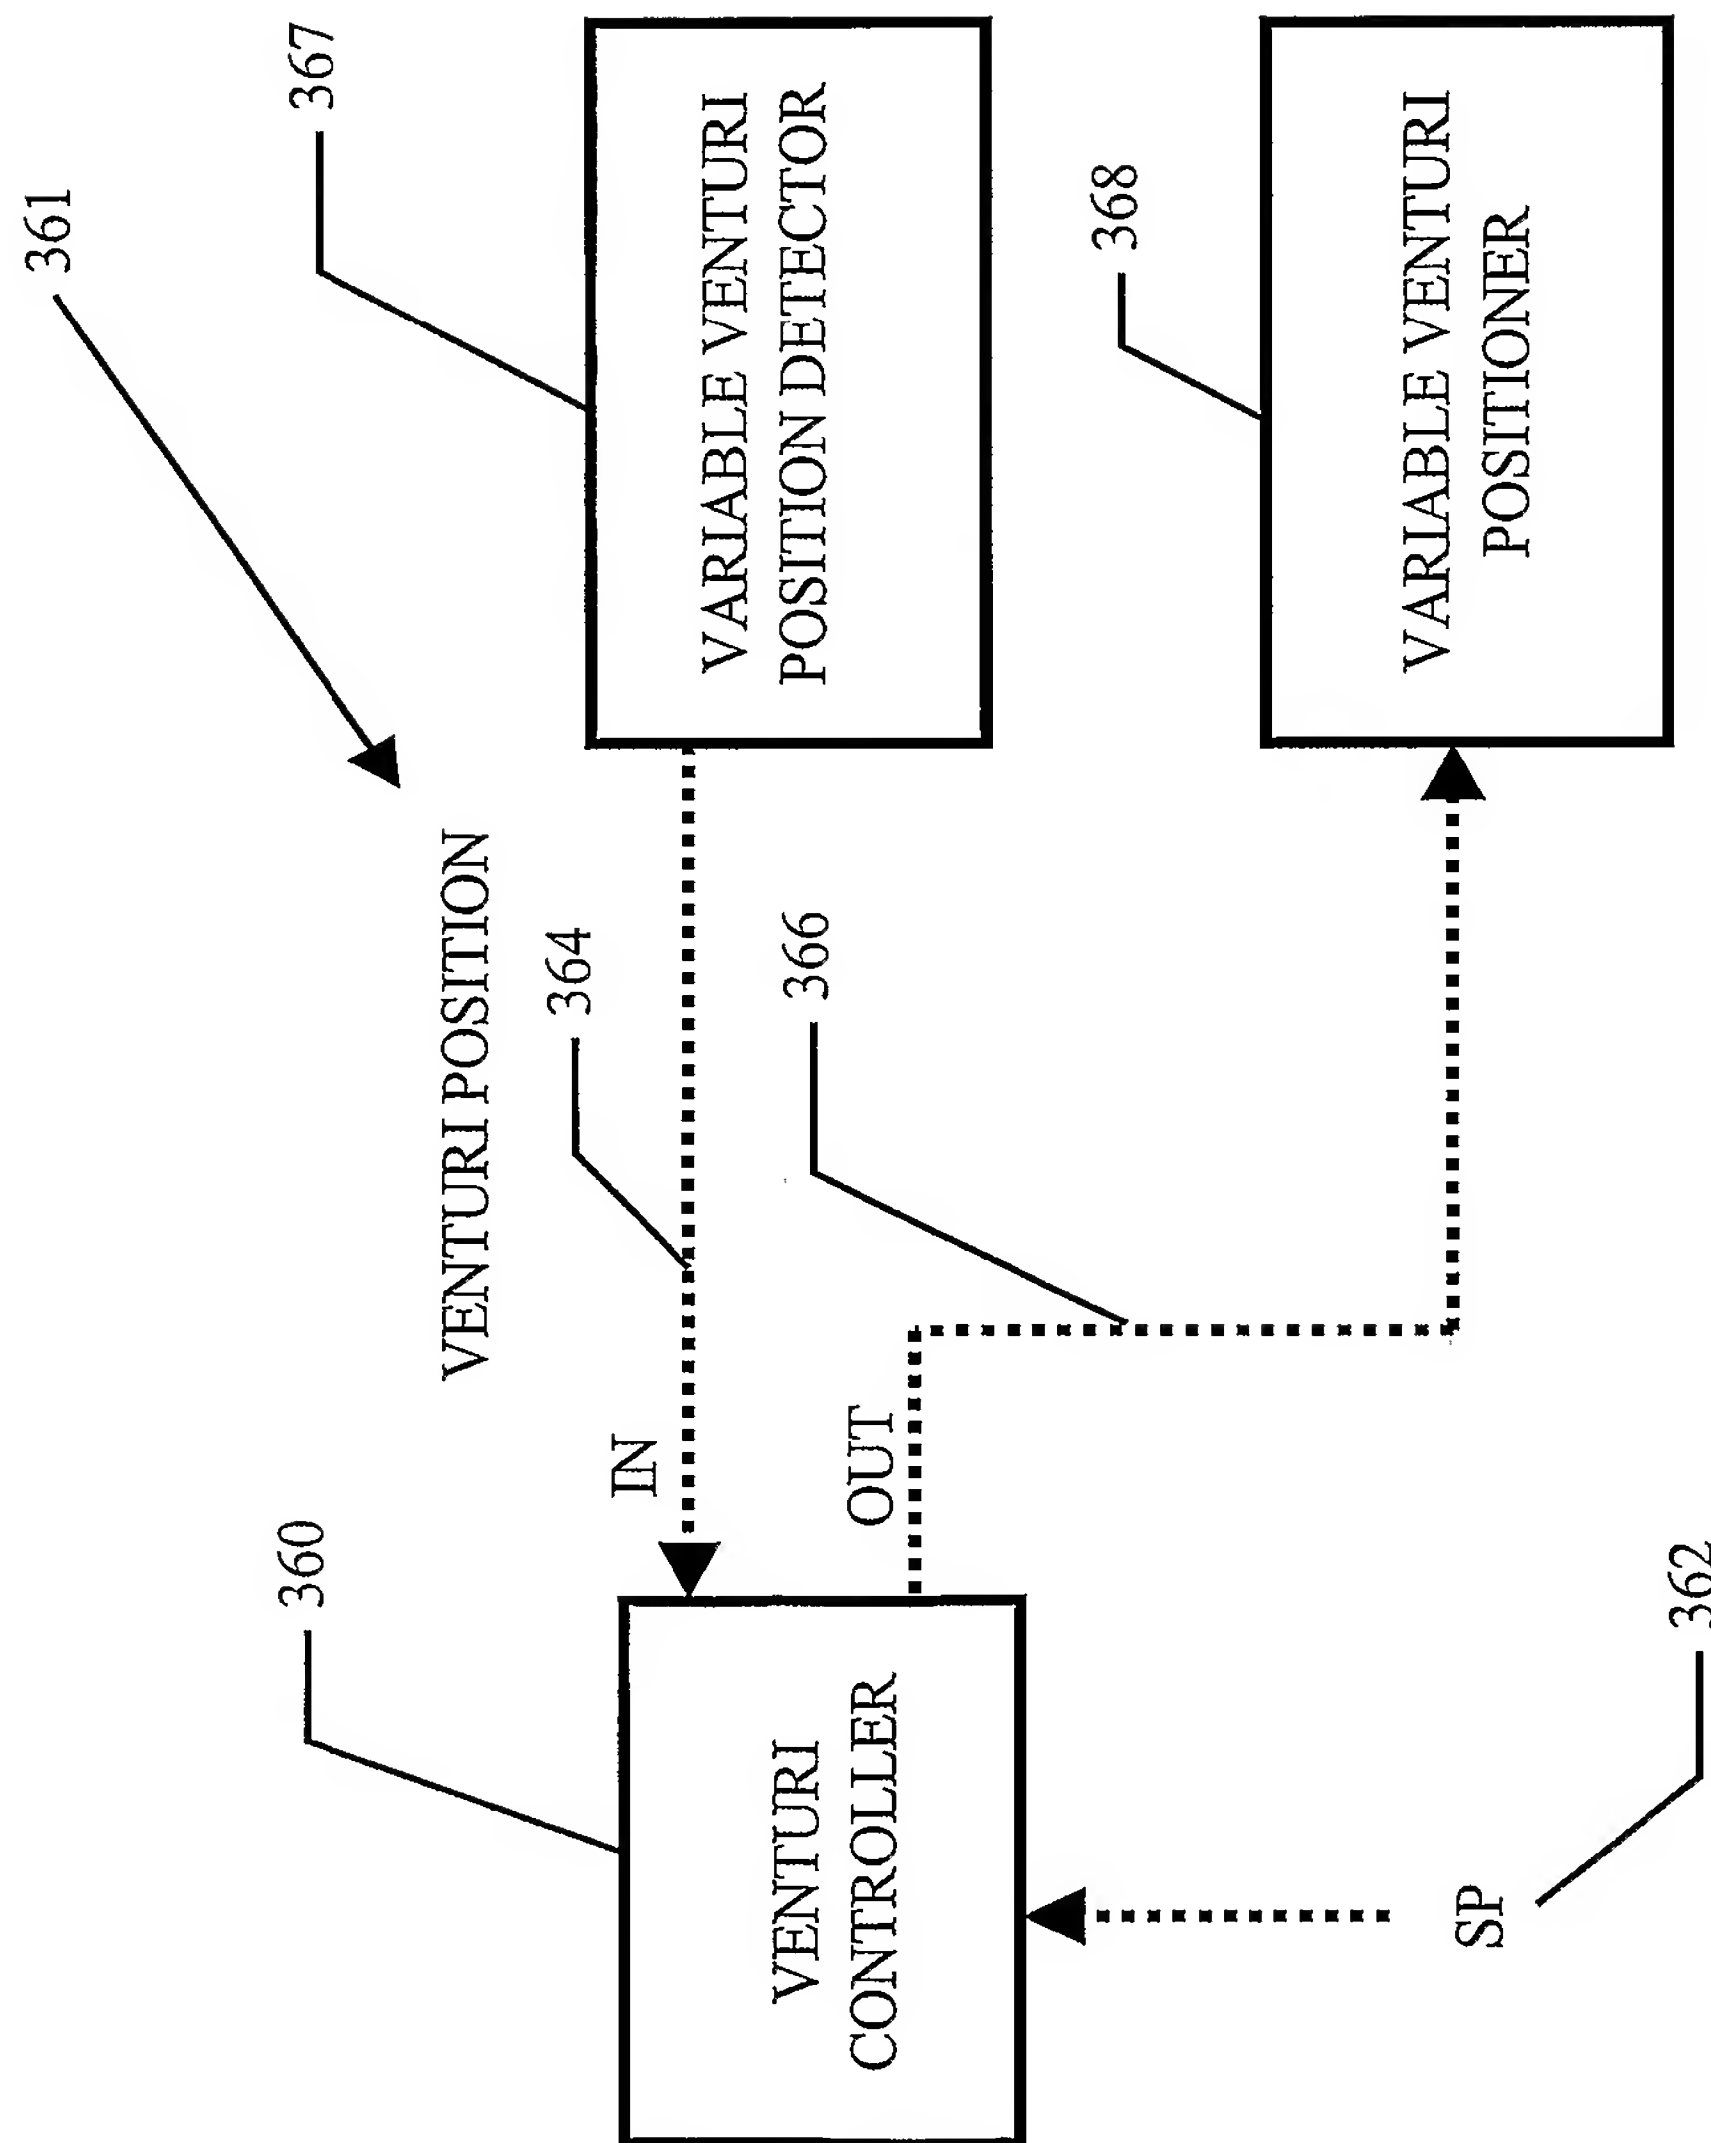 361
367
VARIABLE VENTURI
POSITION DETECTOR
VENTURI POSITION
364
IN
360
VENTURI
CONTROLLER
OUT
366
368
VARIABLE VENTURI
POSITIONER
SP
362